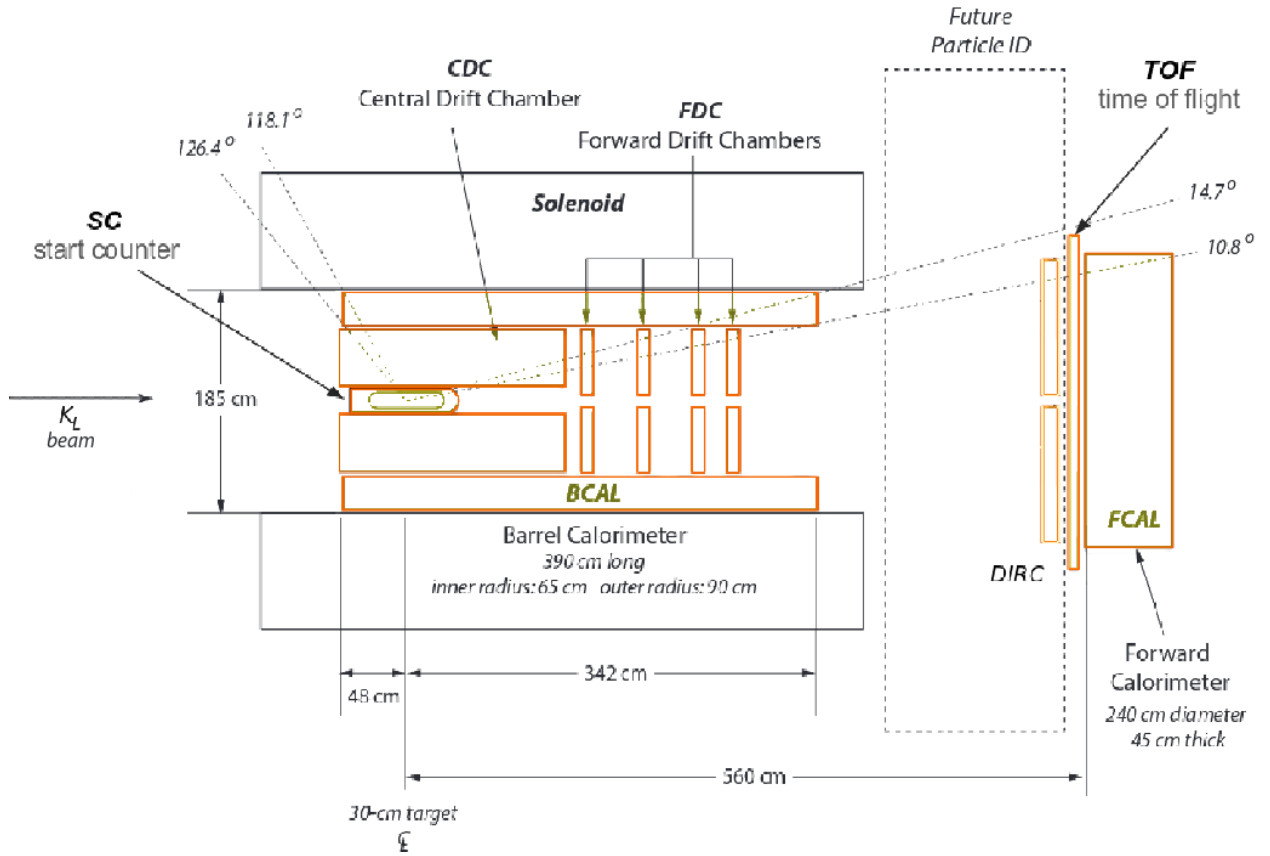 Future
Particle ID
CDC
Central Drift Chamber
TOF
time of flight
118.1°
126.4°
FDC
Forward Drift Chambers
14.7°
Solenoid
SC
start counter
10.8°
185 cm
K_L
beam
BCAL
FCAL
Barrel Calorimeter
390 cm long
inner radius: 65 cm outer radius: 90 cm
DIRC
342 cm
48 cm
Forward
Calorimeter
240 cm diameter
45 cm thick
560 cm
30-cm target
℄